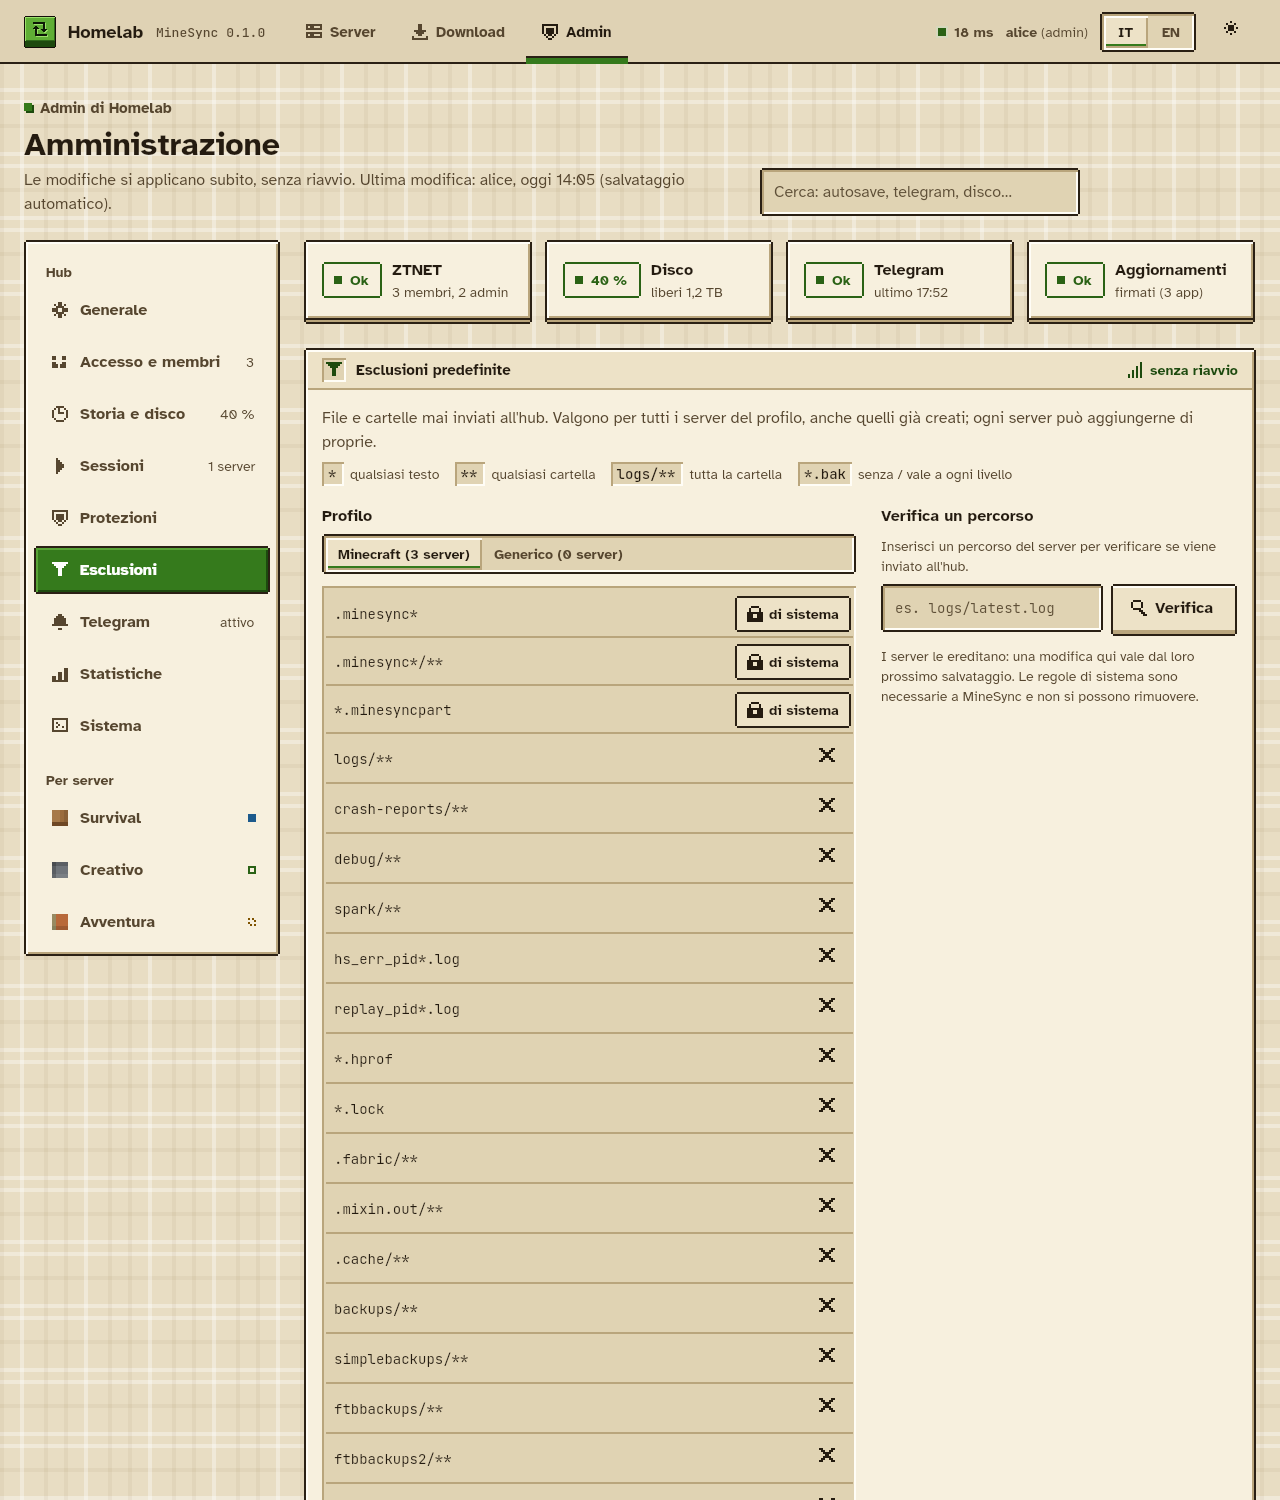 Homelab MineSync 0.1.0 Server Download Admin 18 ms alice (admin) IT EN
Admin di Homelab
Amministrazione
Le modifiche si applicano subito, senza riavvio. Ultima modifica: alice, oggi 14:05 (salvataggio
automatico).
Cerca: autosave, telegram, disco...
Hub
Generale
Accesso e membri 3
Storia e disco 40 %
Sessioni 1 server
Protezioni
Esclusioni
Telegram attivo
Statistiche
Sistema
Per server
Survival
Creativo
Avventura
Ok ZTNET
3 membri, 2 admin
40 % Disco
liberi 1,2 TB
Ok Telegram
ultimo 17:52
Ok Aggiornamenti
firmati (3 app)
Esclusioni predefinite senza riavvio
File e cartelle mai inviati all'hub. Valgono per tutti i server del profilo, anche quelli già creati; ogni server può aggiungerne di
proprie.
* qualsiasi testo ** qualsiasi cartella logs/** tutta la cartella *.bak senza / vale a ogni livello
Profilo
Minecraft (3 server) Generico (0 server)
.minesync* di sistema
.minesync*/** di sistema
*.minesyncpart di sistema
logs/**
crash-reports/**
debug/**
spark/**
hs_err_pid*.log
replay_pid*.log
*.hprof
*.lock
.fabric/**
.mixin.out/**
.cache/**
backups/**
simplebackups/**
ftbbackups/**
ftbbackups2/**
Verifica un percorso
Inserisci un percorso del server per verificare se viene
inviato all'hub.
es. logs/latest.log Verifica
I server le ereditano: una modifica qui vale dal loro
prossimo salvataggio. Le regole di sistema sono
necessarie a MineSync e non si possono rimuovere.